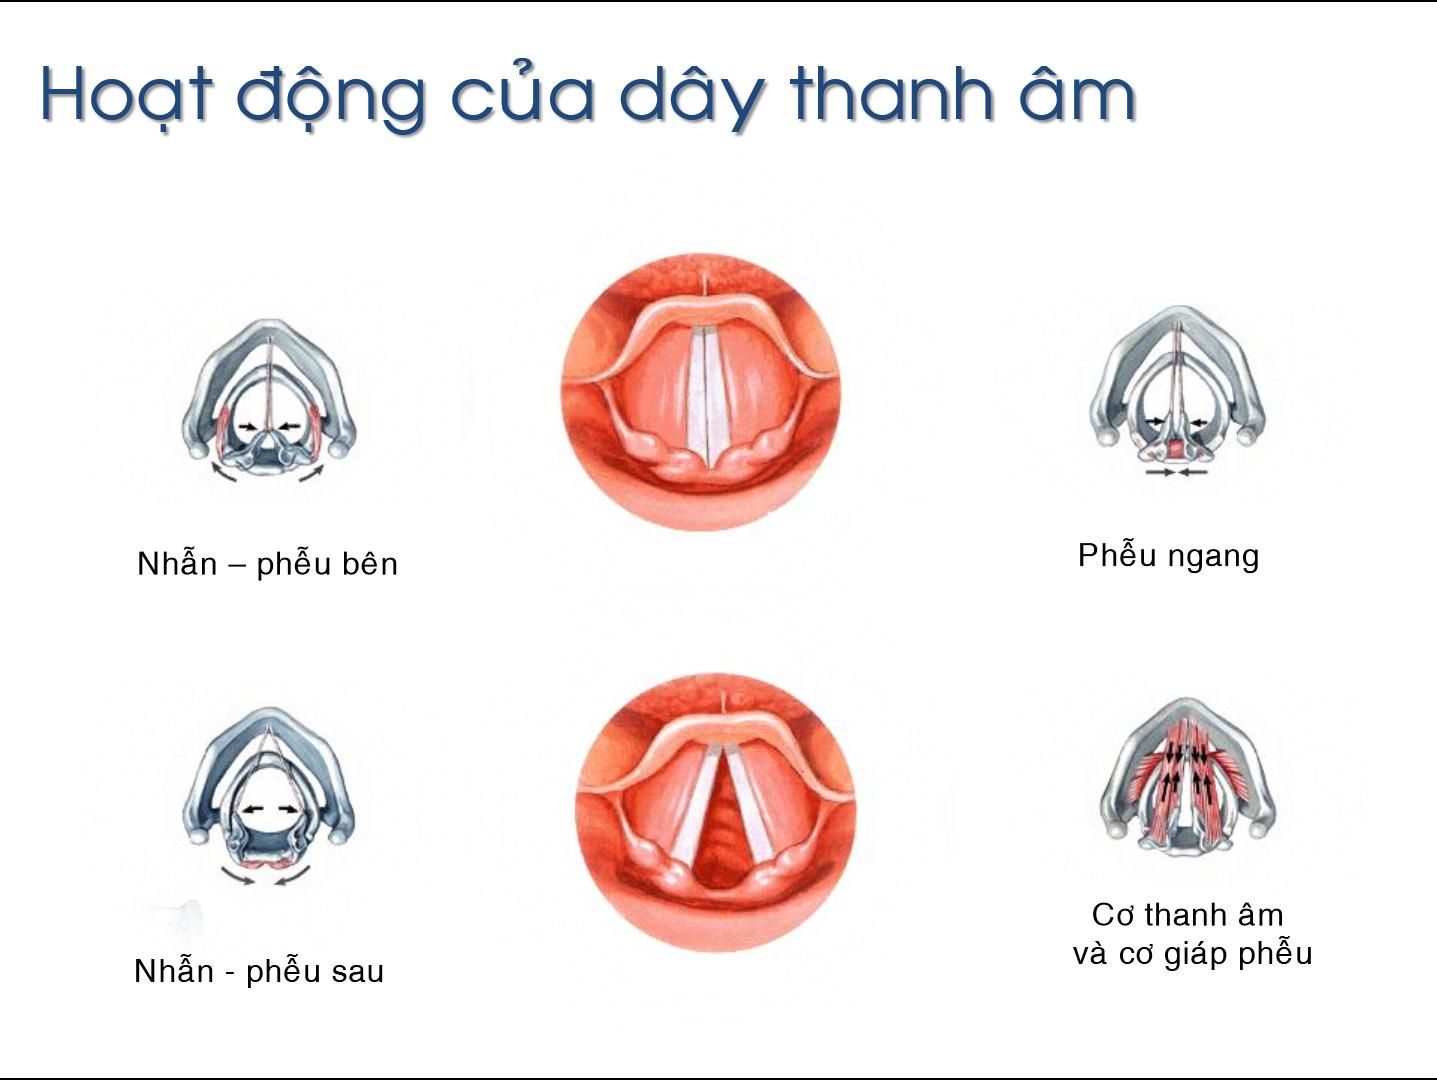 Hoạt động của dây thanh âm
Nhẫn – phễu bên
Phễu ngang
Nhẫn - phễu sau
Cơ thanh âm
và cơ giáp phễu